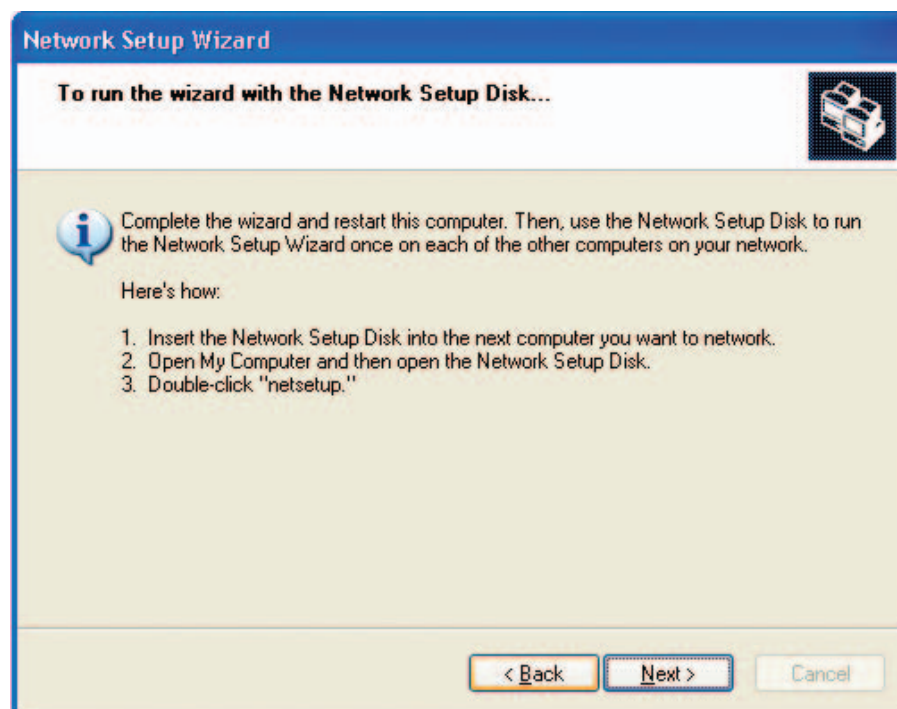 Network Setup Wizard
To run the wizard with the Network Setup Disk...
Complete the wizard and restart this computer. Then, use the Network Setup Disk to run
the Network Setup Wizard once on each of the other computers on your network.
Here's how:
1. Insert the Network Setup Disk into the next computer you want to network.
2. Open My Computer and then open the Network Setup Disk.
3. Double-click "netsetup."
< Back
Next >
Cancel